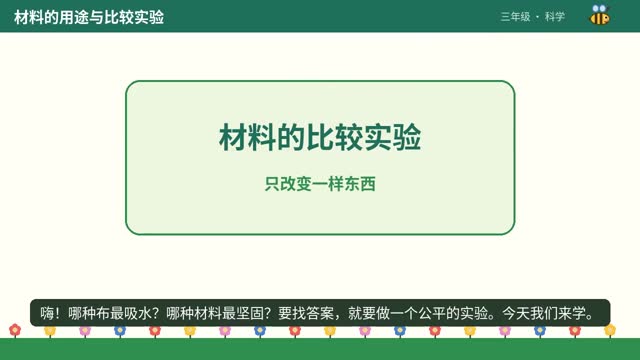 材料的用途与比较实验
三年级 · 科学
材料的比较实验
只改变一样东西
嗨！哪种布最吸水？哪种材料最坚固？要找答案，就要做一个公平的实验。今天我们来学。